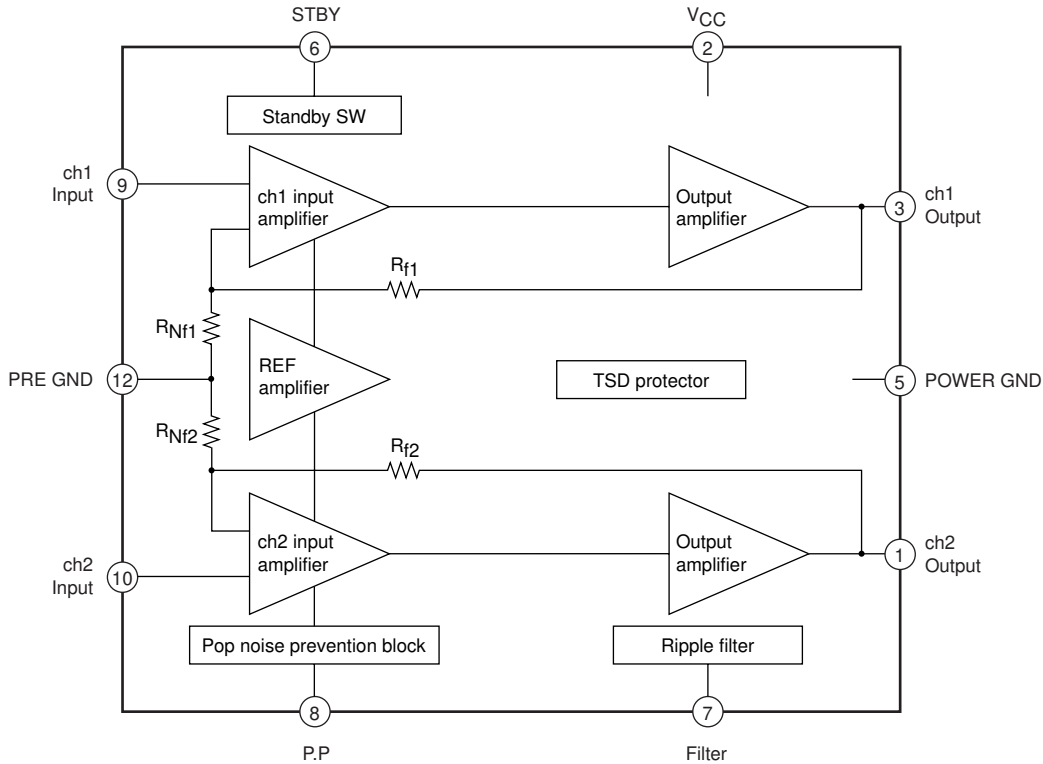 STBY
VCC
6
2
Standby SW
ch1
Input
9
ch1 input
amplifier
Output
amplifier
3
ch1
Output
Rf1
RNf1
REF
amplifier
TSD protector
PRE GND
12
5
POWER GND
RNf2
Rf2
ch2 input
amplifier
Output
amplifier
1
ch2
Output
ch2
Input
10
Pop noise prevention block
Ripple filter
8
7
P.P
Filter